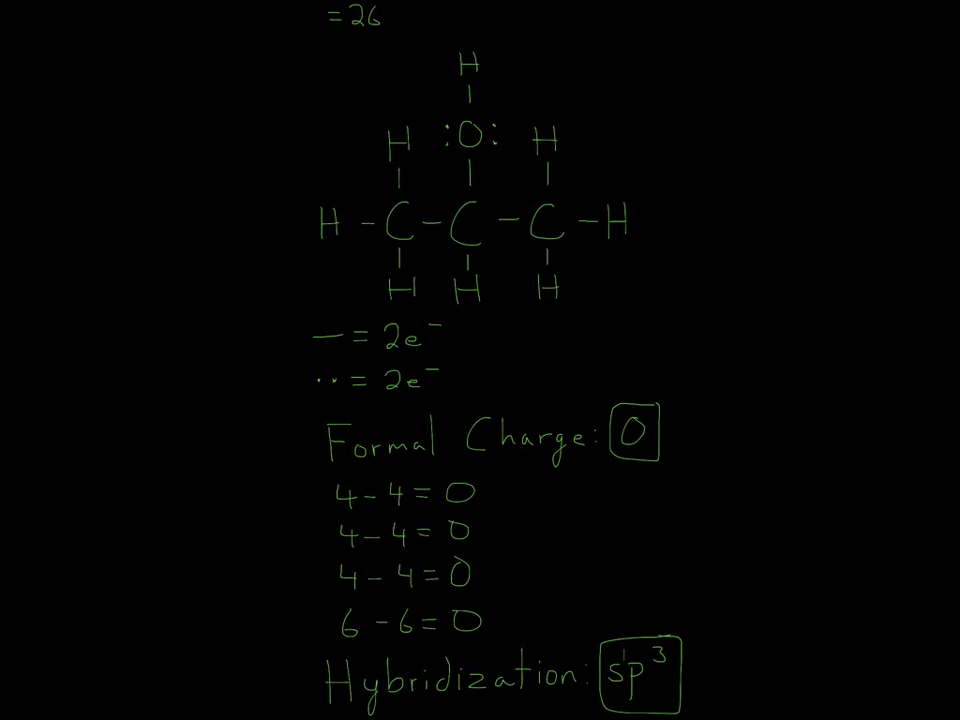 = 26
H
H :O: H
H - C - C - C - H
H H H
— = 2e⁻
·· = 2e⁻
Formal Charge: 0
4 - 4 = 0
4 - 4 = 0
4 - 4 = 0
6 - 6 = 0
Hybridization: sp³